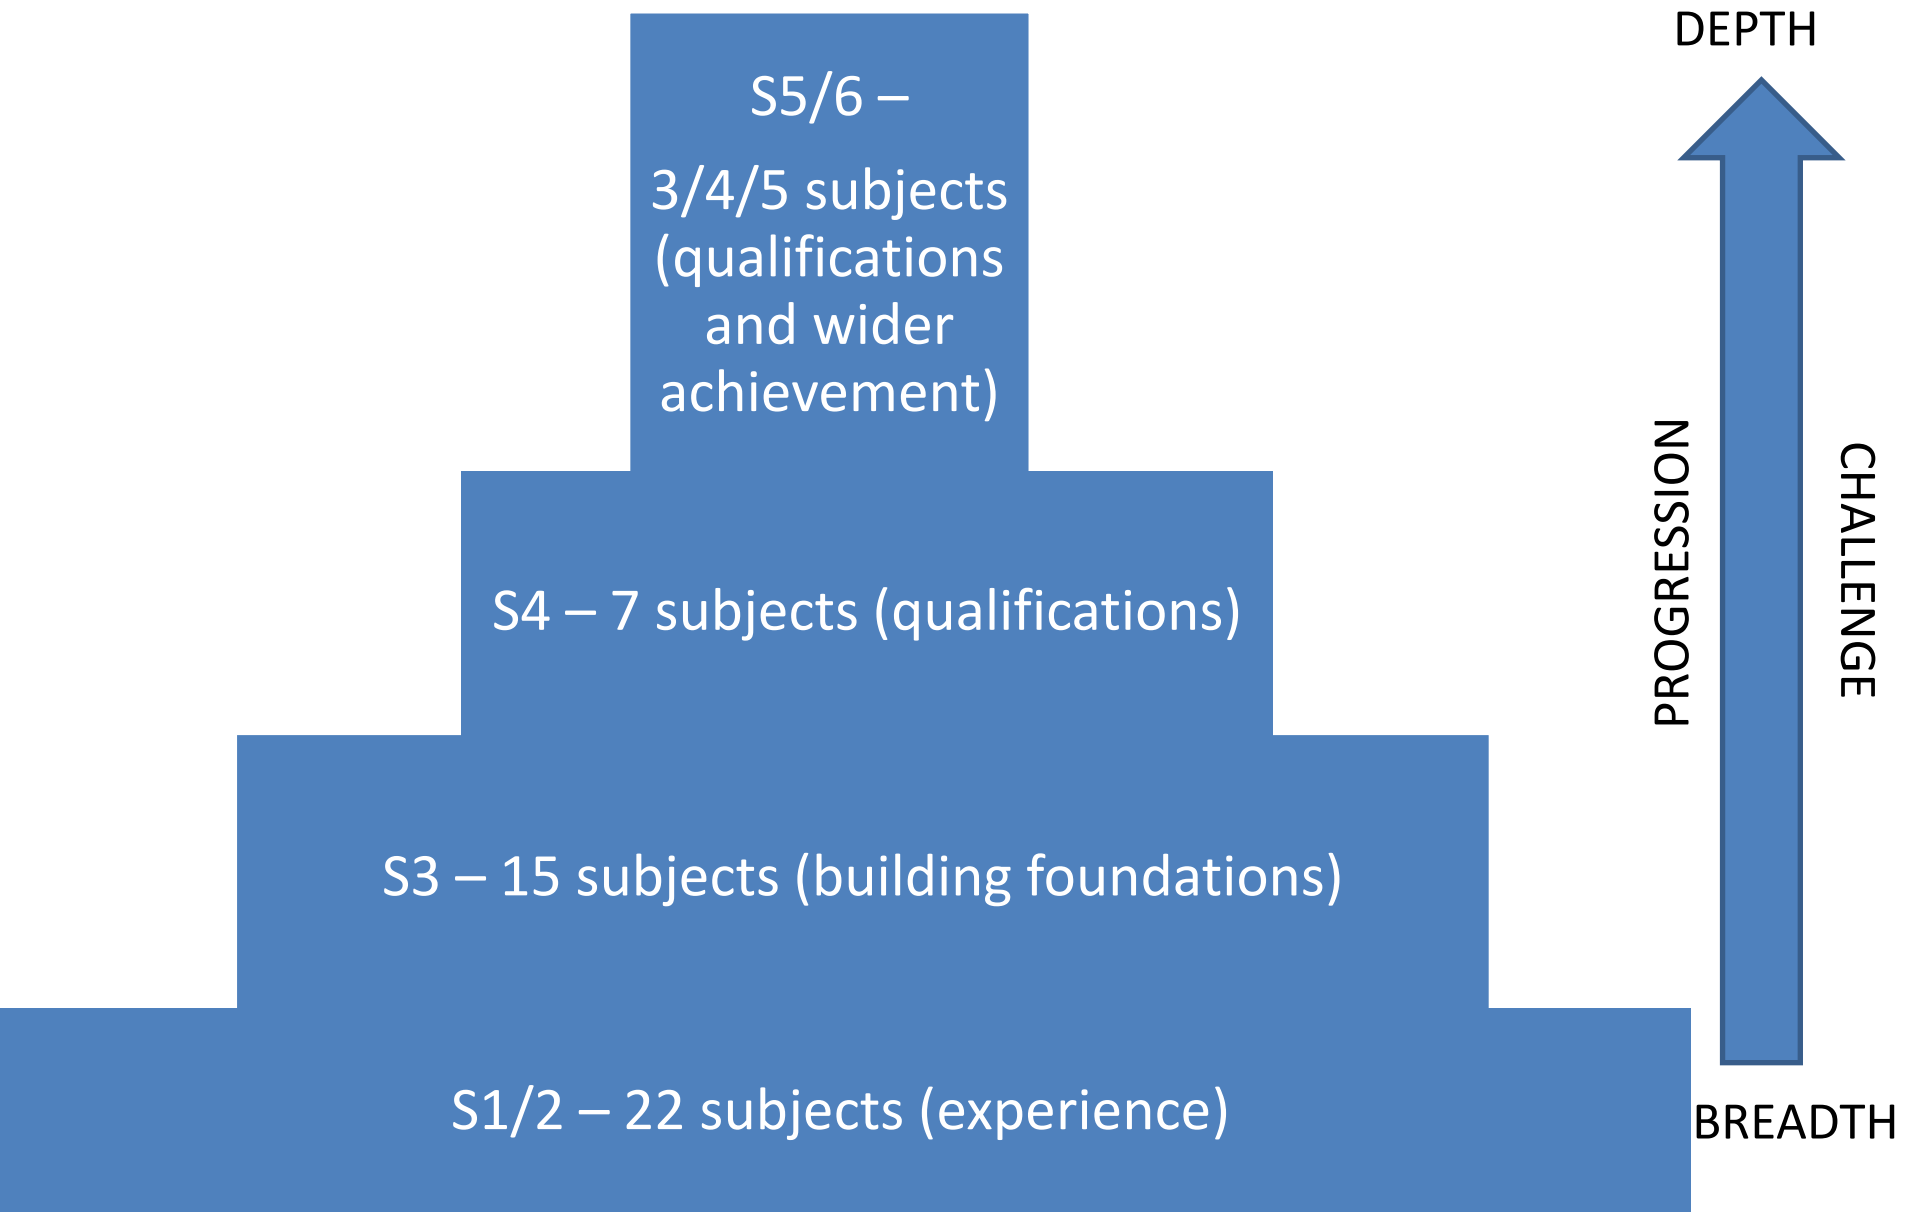 S5/6 –
3/4/5 subjects
(qualifications
and wider
achievement)
S4 – 7 subjects (qualifications)
S3 – 15 subjects (building foundations)
S1/2 – 22 subjects (experience)
DEPTH
PROGRESSION
CHALLENGE
BREADTH